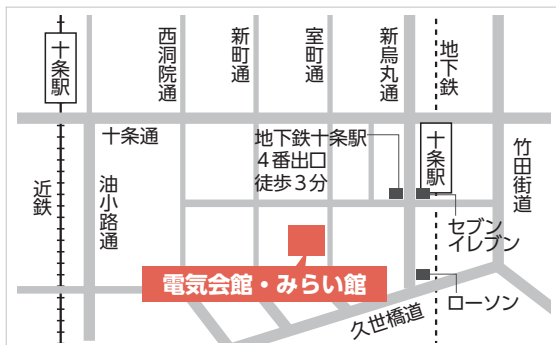 十条駅
西洞院通
新町通
室町通
新烏丸通
地下鉄
十条通
地下鉄十条駅
4番出口
徒歩3分
十条駅
竹田街道
近鉄
油小路通
セブン
イレブン
電気会館・みらい館
ローソン
久世橋道